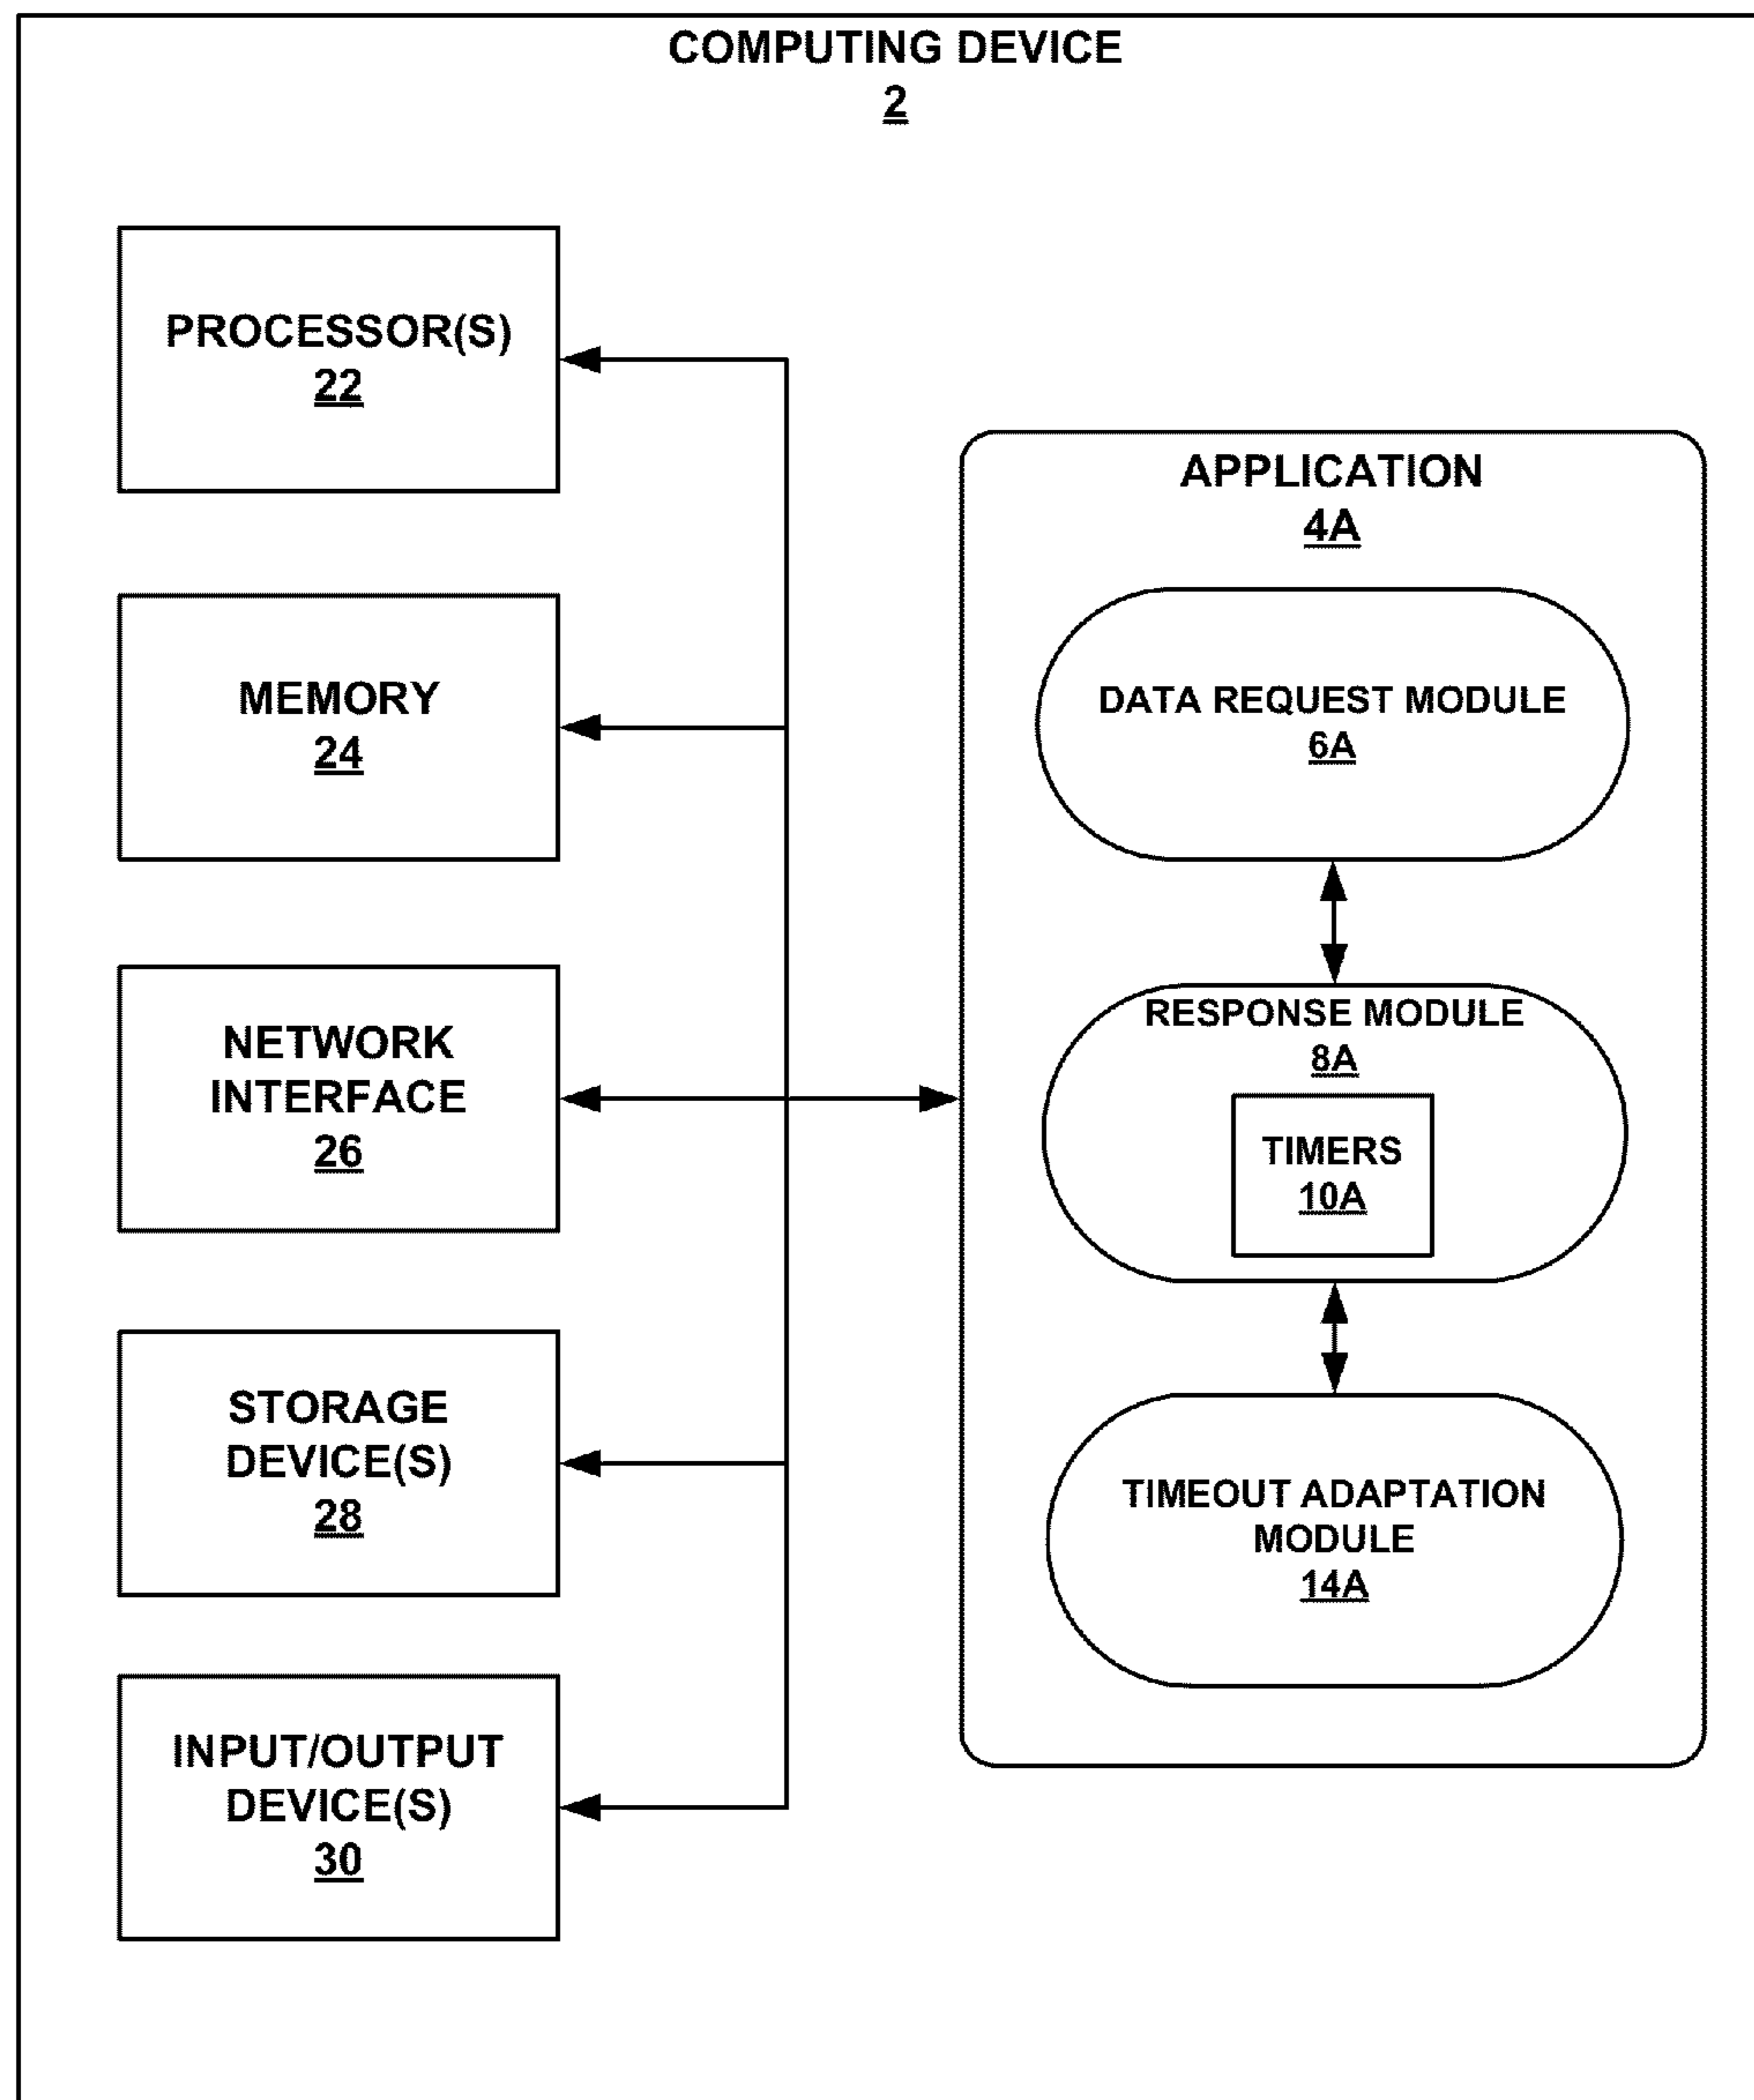 COMPUTING DEVICE
2
PROCESSOR(S)
22
MEMORY
24
NETWORK
INTERFACE
26
STORAGE
DEVICE(S)
28
INPUT/OUTPUT
DEVICE(S)
30
APPLICATION
4A
DATA REQUEST MODULE
6A
RESPONSE MODULE
8A
TIMERS
10A
TIMEOUT ADAPTATION
MODULE
14A